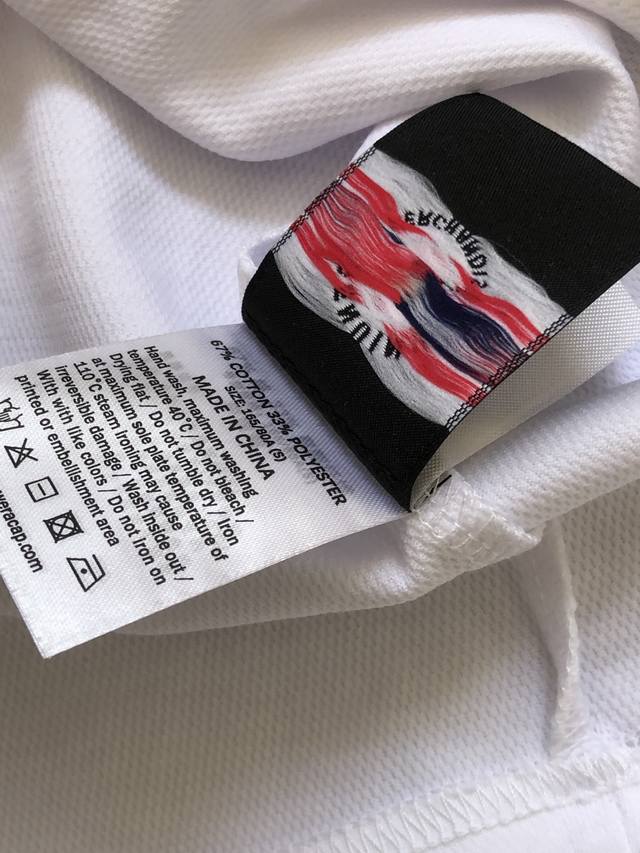 67% COTTON 33% POLYESTER
SIZE: 165/80A (S)
MADE IN CHINA
Hand wash, maximum washing
temperature 40°C / Do not bleach /
Drying flat / Do not tumble dry / Iron
at maximum sole plate temperature of
110°C steam ironing may cause
irreversible damage / Wash inside out /
With with like colors / Do not Iron on
printed or embellishment area